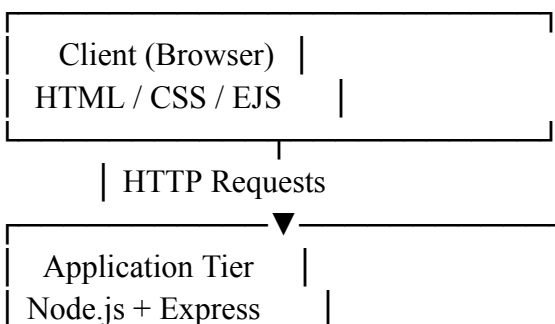 ┌─────────────────────────────┐
│ Client (Browser) │
│ HTML / CSS / EJS │
└──────────────┬──────────────┘
│ HTTP Requests
┌──────────────▼──────────────
│ Application Tier │
│ Node.js + Express │